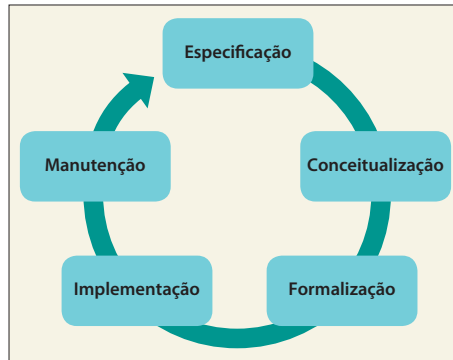 Especificação
Conceitualização
Formalização
Implementação
Manutenção